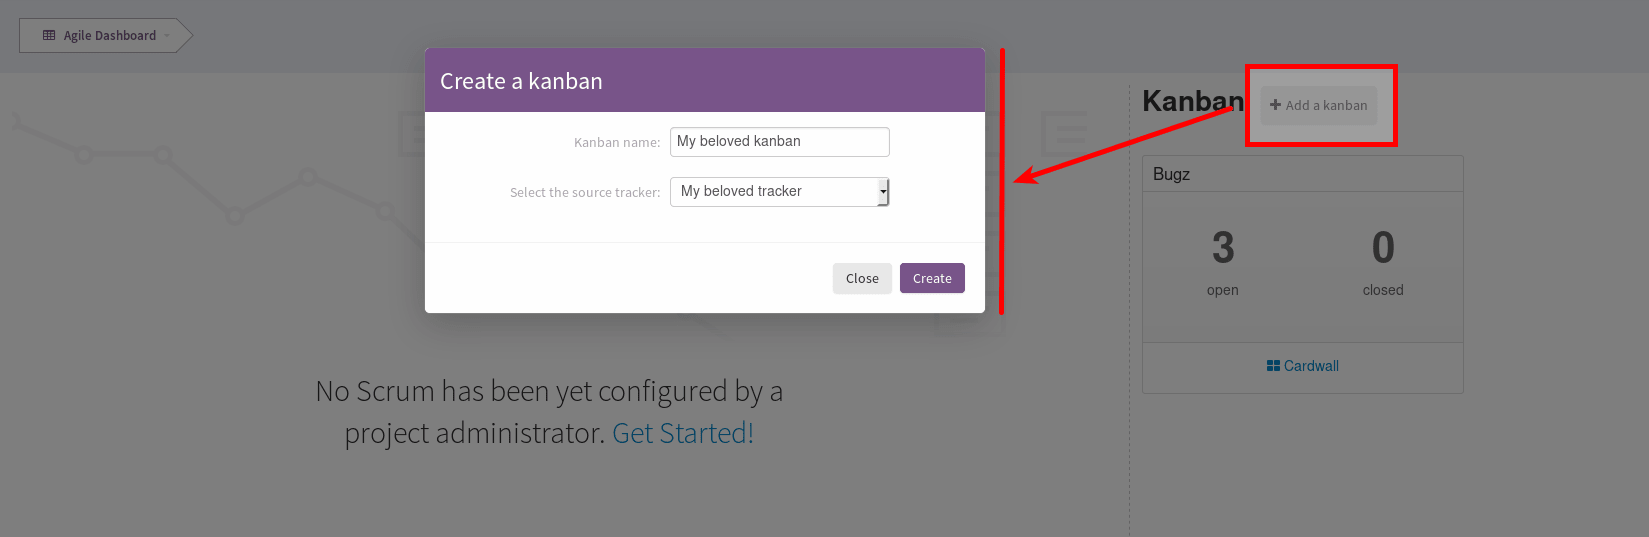 Agile Dashboard
Create a kanban
Kanban name: My beloved kanban
Select the source tracker: My beloved tracker
Close Create
No Scrum has been yet configured by a
project administrator. Get Started!
Kanban + Add a kanban
Bugz
3 0
open closed
Cardwall